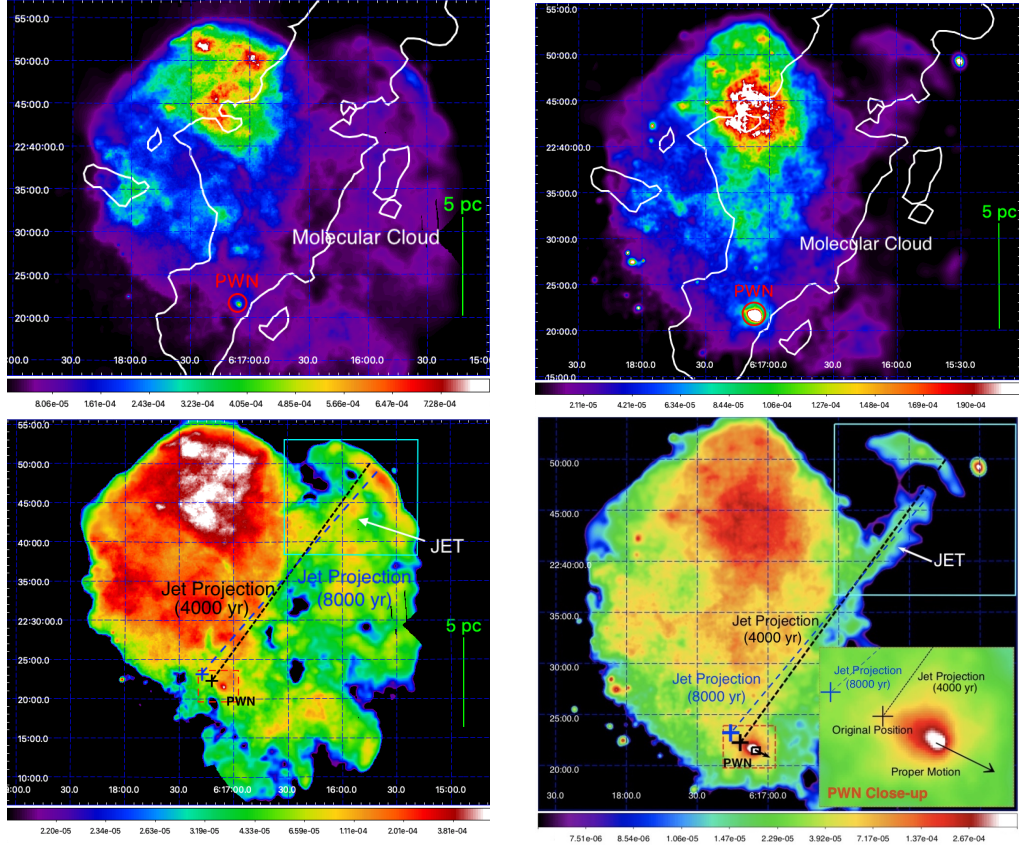 55:00.0
50:00.0
45:00.0
22:40:00.0
35:00.0
30:00.0
25:00.0
20:00.0
Molecular Cloud
5 pc
PWN
:00.0
30.0
18:00.0
30.0
6:17:00.0
30.0
16:00.0
30.0
15:0
8.06e-05
1.61e-04
2.43e-04
3.23e-04
4.05e-04
4.85e-04
5.66e-04
6.47e-04
7.28e-04
55:00.0
50:00.0
45:00.0
22:40:00.0
35:00.0
30:00.0
25:00.0
20:00.0
15:00.0
Molecular Cloud
5 pc
PWN
30.0
18:00.0
30.0
6:17:00.0
30.0
16:00.0
15:30.0
2.11e-05
4.21e-05
6.34e-05
8.44e-05
1.06e-04
1.27e-04
1.48e-04
1.69e-04
1.90e-04
55:00.0
50:00.0
45:00.0
40:00.0
35:00.0
22:30:00.0
25:00.0
20:00.0
15:00.0
10:00.0
JET
Jet Projection
(4000 yr)
Jet Projection
(8000 yr)
5 pc
PWN
:00.0
30.0
18:00.0
30.0
6:17:00.0
30.0
16:00.0
30.0
15:0
2.20e-05
2.34e-05
2.63e-05
3.19e-05
4.33e-05
6.59e-05
1.11e-04
2.01e-04
3.81e-04
50:00.0
45:00.0
22:40:00.0
35:00.0
30:00.0
25:00.0
20:00.0
JET
Jet Projection
(4000 yr)
Jet Projection
(8000 yr)
PWN
30.0
18:00.0
30.0
6:17:00.0
Jet Projection
(8000 yr)
Jet Projection
(4000 yr)
Original Position
Proper Motion
PWN Close-up
7.51e-06
8.54e-06
1.06e-05
1.47e-05
2.29e-05
3.92e-05
7.17e-05
1.37e-04
2.67e-04